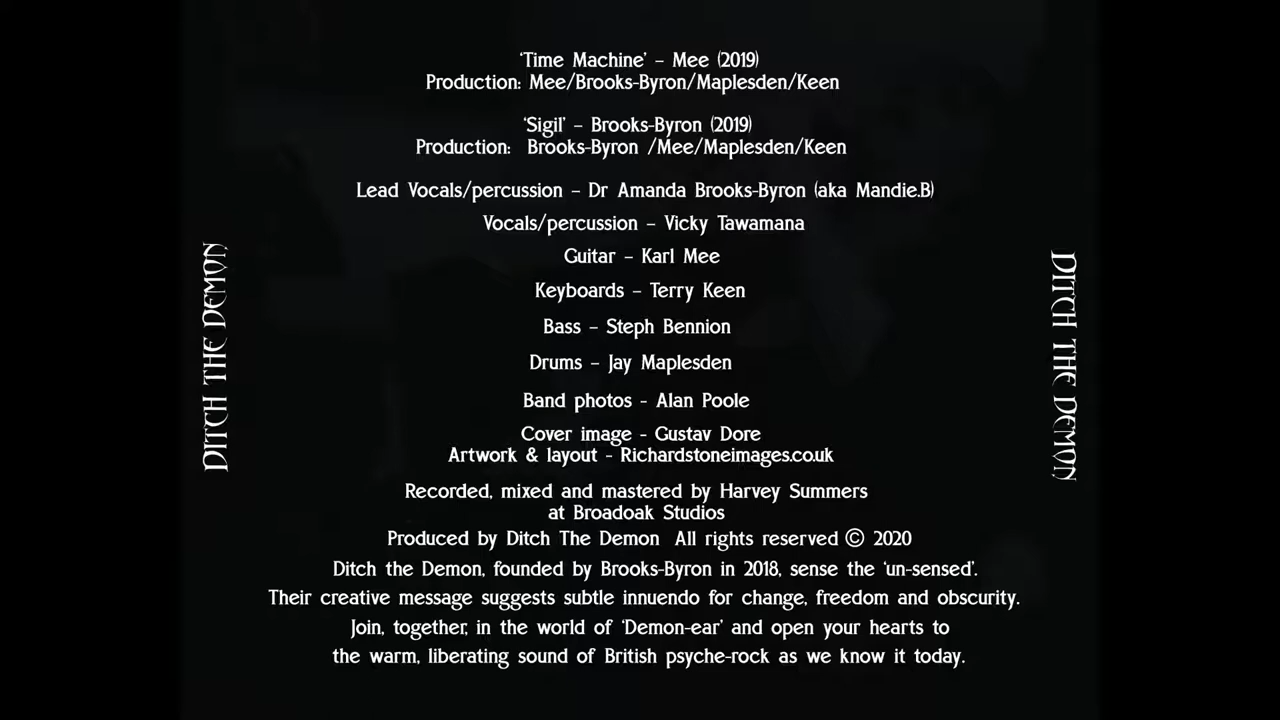 ‘Time Machine’ – Mee (2019)
Production: Mee/Brooks-Byron/Maplesden/Keen
‘Sigil’ – Brooks-Byron (2019)
Production: Brooks-Byron /Mee/Maplesden/Keen
Lead Vocals/percussion – Dr Amanda Brooks-Byron (aka Mandie.B)
Vocals/percussion – Vicky Tawamana
Guitar – Karl Mee
Keyboards – Terry Keen
Bass – Steph Bennion
Drums – Jay Maplesden
Band photos - Alan Poole
Cover image - Gustav Dore
Artwork & layout - Richardstoneimages.co.uk
Recorded, mixed and mastered by Harvey Summers
at Broadoak Studios
Produced by Ditch The Demon All rights reserved © 2020
Ditch the Demon, founded by Brooks-Byron in 2018, sense the ‘un-sensed’.
Their creative message suggests subtle innuendo for change, freedom and obscurity.
Join, together, in the world of ‘Demon-ear’ and open your hearts to
the warm, liberating sound of British psyche-rock as we know it today.
DITCH THE DEMON
DITCH THE DEMON